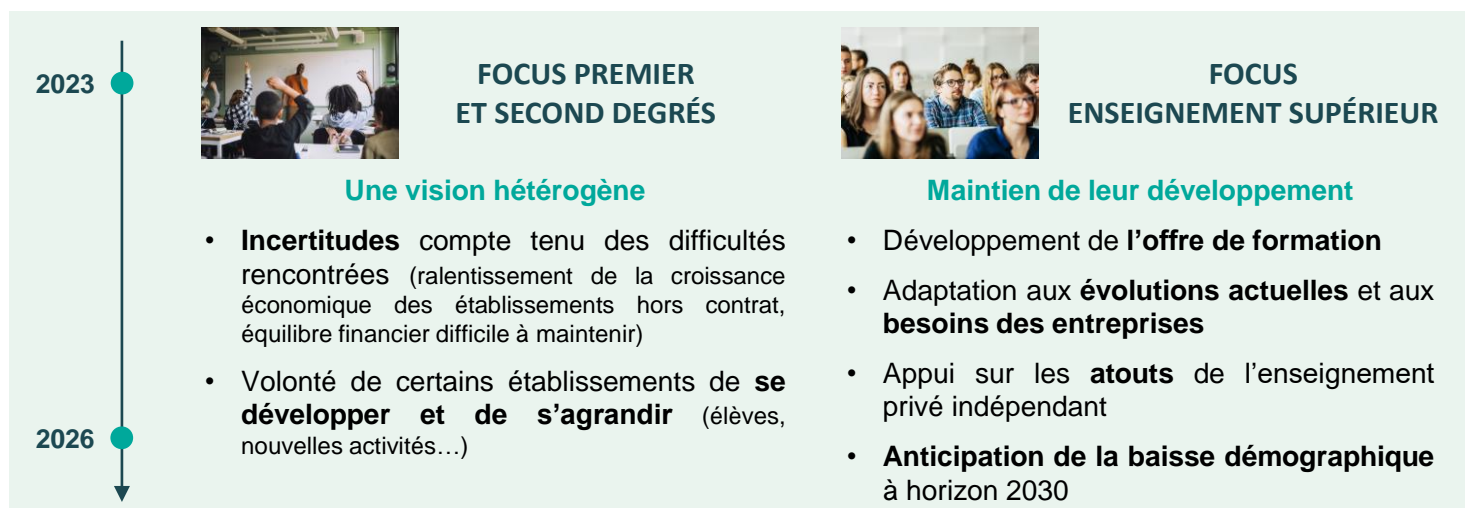 2023
2026
FOCUS PREMIER
ET SECOND DEGRÉS
Une vision hétérogène
• Incertitudes compte tenu des difficultés
rencontrées (ralentissement de la croissance
économique des établissements hors contrat,
équilibre financier difficile à maintenir)
• Volonté de certains établissements de se
développer et de s’agrandir (élèves,
nouvelles activités…)
FOCUS
ENSEIGNEMENT SUPÉRIEUR
Maintien de leur développement
• Développement de l’offre de formation
• Adaptation aux évolutions actuelles et aux
besoins des entreprises
• Appui sur les atouts de l’enseignement
privé indépendant
• Anticipation de la baisse démographique
à horizon 2030